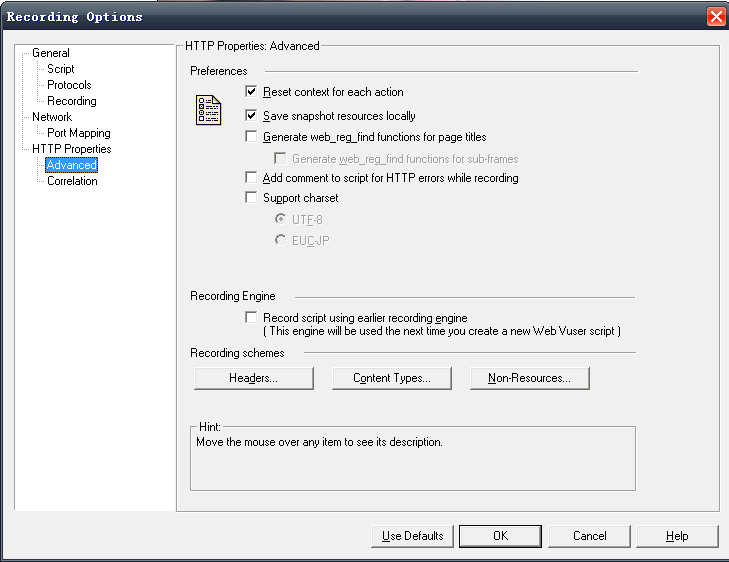 Recording Options
General
Script
Protocols
Recording
Network
Port Mapping
HTTP Properties
Advanced
Correlation
HTTP Properties: Advanced
Preferences
Reset context for each action
Save snapshot resources locally
Generate web_reg_find functions for page titles
Generate web_reg_find functions for sub-frames
Add comment to script for HTTP errors while recording
Support charset
UTF-8
EUC-JP
Recording Engine
Record script using earlier recording engine
( This engine will be used the next time you create a new Web Vuser script )
Recording schemes
Headers...
Content Types...
Non-Resources...
Hint:
Move the mouse over any item to see its description.
Use Defaults
OK
Cancel
Help